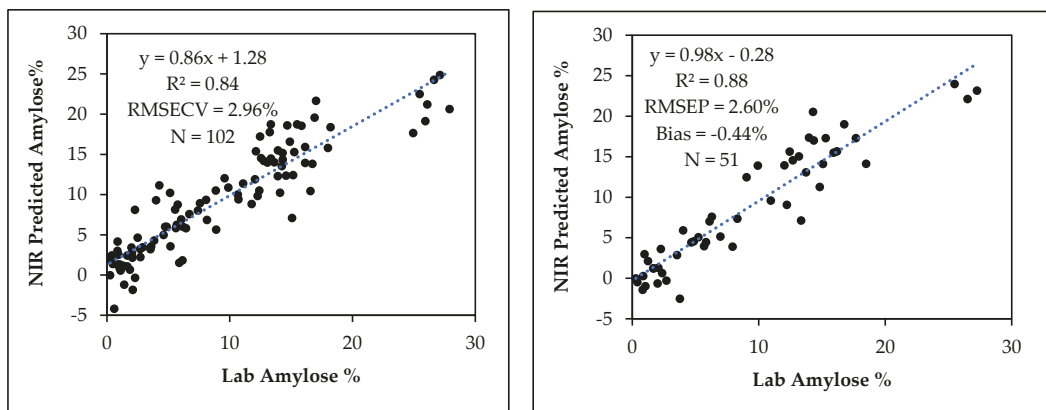 30
25
20
15
10
5
0
-5
NIR Predicted Amylose%
y = 0.86x + 1.28
R² = 0.84
RMSECV = 2.96%
N = 102
0 10 20 30
Lab Amylose %
30
25
20
15
10
5
0
-5
NIR Predicted Amylose %
y = 0.98x - 0.28
R² = 0.88
RMSEP = 2.60%
Bias = -0.44%
N = 51
0 10 20 30
Lab Amylose %